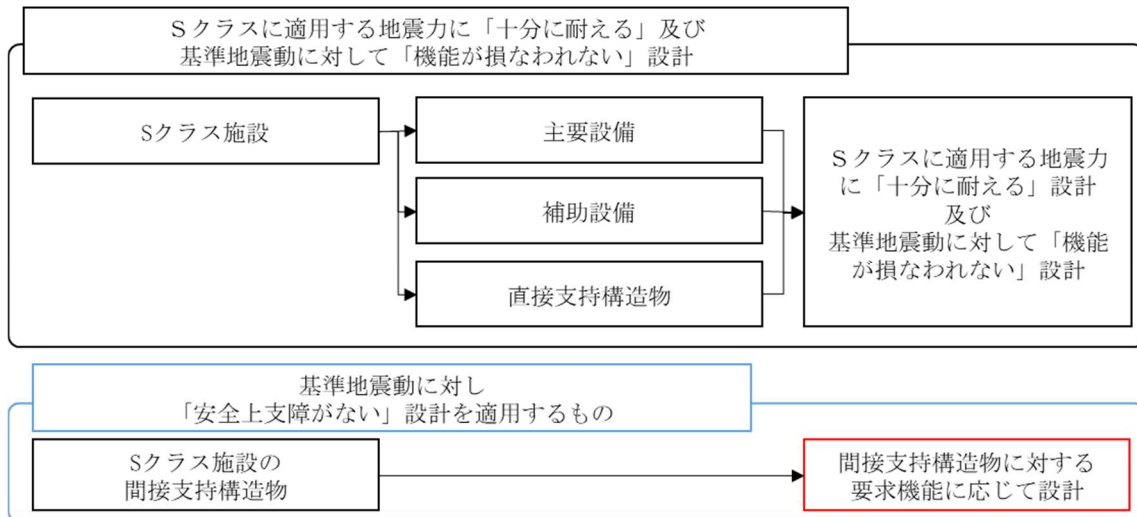 Ｓクラスに適用する地震力に「十分に耐える」及び
基準地震動に対して「機能が損なわれない」設計
Sクラス施設
主要設備
補助設備
直接支持構造物
Ｓクラスに適用する地震力
に「十分に耐える」設計
及び
基準地震動に対して「機能
が損なわれない」設計
基準地震動に対し
「安全上支障がない」設計を適用するもの
Sクラス施設の
間接支持構造物
間接支持構造物に対する
要求機能に応じて設計